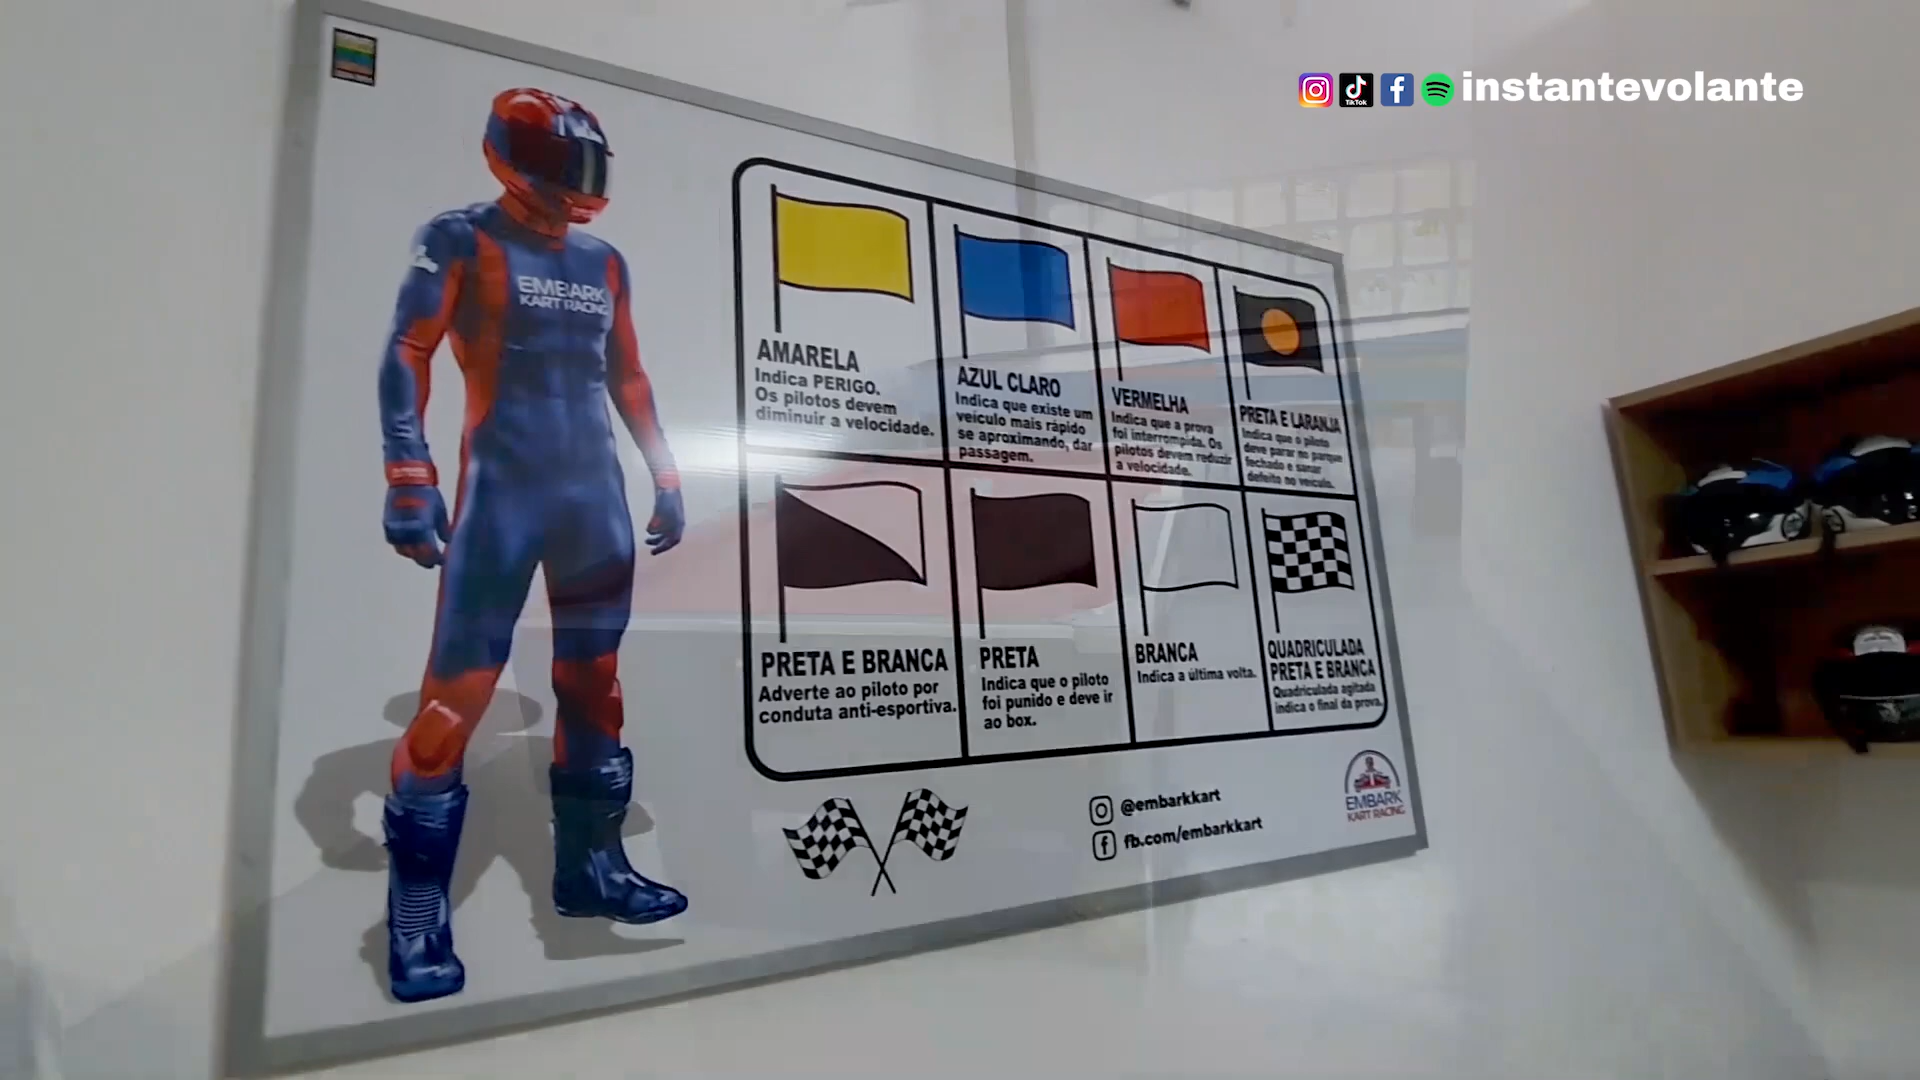 instantevolante
TikTok
EMBARK
KART RACING
AMARELA
Indica PERIGO.
Os pilotos devem
diminuir a velocidade.
AZUL CLARO
Indica que existe um
veículo mais rápido
se aproximando, dar
passagem.
VERMELHA
Indica que a prova
foi interrompida. Os
pilotos devem reduzir
a velocidade.
PRETA E LARANJA
Indica que o piloto
deve parar no parque
fechado e sanar
defeito no veículo.
PRETA E BRANCA
Adverte ao piloto por
conduta anti-esportiva.
PRETA
Indica que o piloto
foi punido e deve ir
ao box.
BRANCA
Indica a última volta.
QUADRICULADA
PRETA E BRANCA
Quadriculada agitada
indica o final da prova.
@embarkkart
fb.com/embarkkart
EMBARK
KART RACING